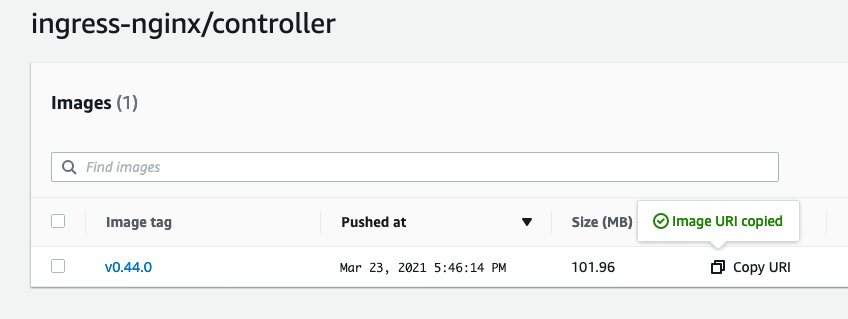 ingress-nginx/controller
Images (1)
Find images
Image tag Pushed at Size (MB) Image URI copied
v0.44.0 Mar 23, 2021 5:46:14 PM 101.96 Copy URI